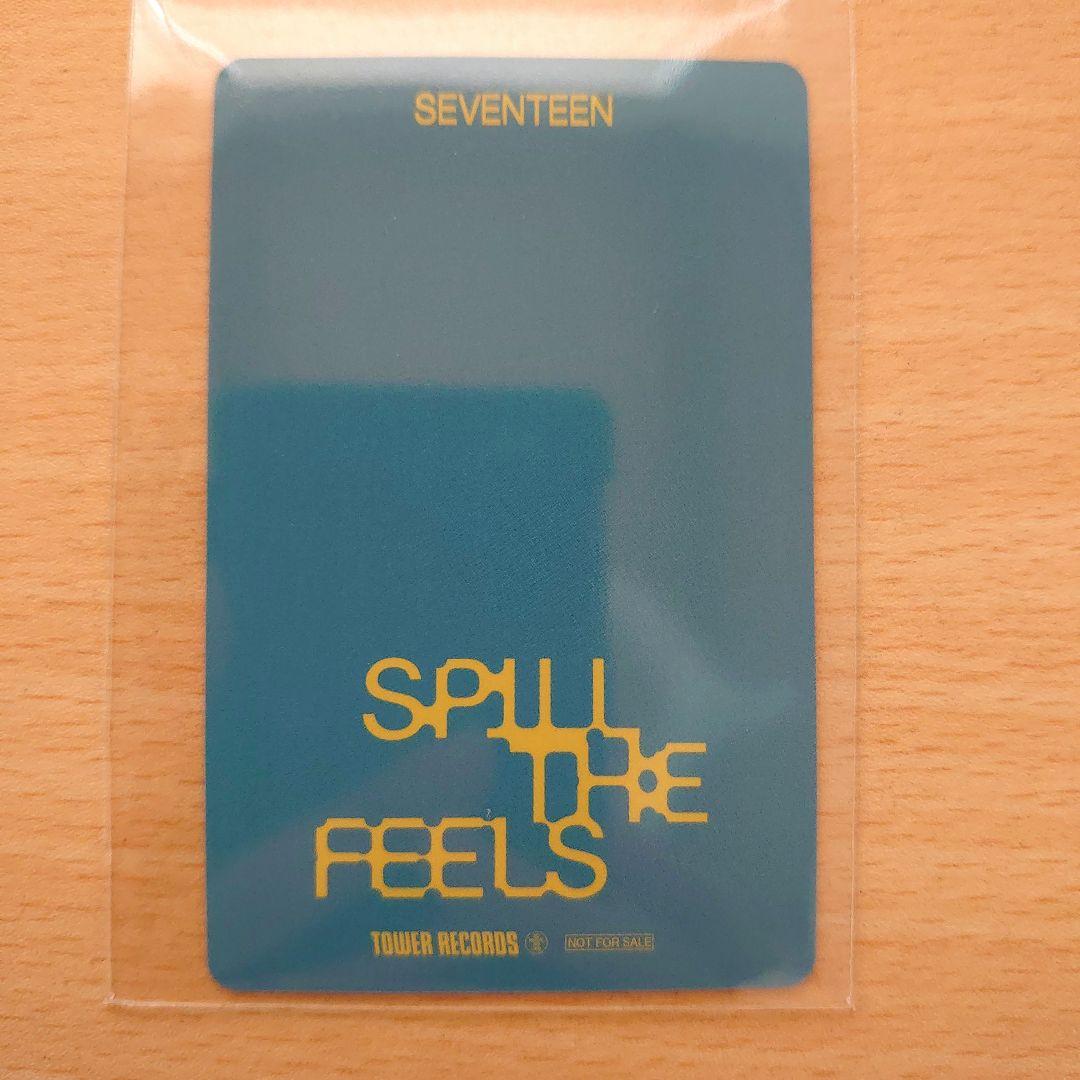 SEVENTEEN
SPILL
THE
FEELS
TOWER RECORDS
NOT FOR SALE